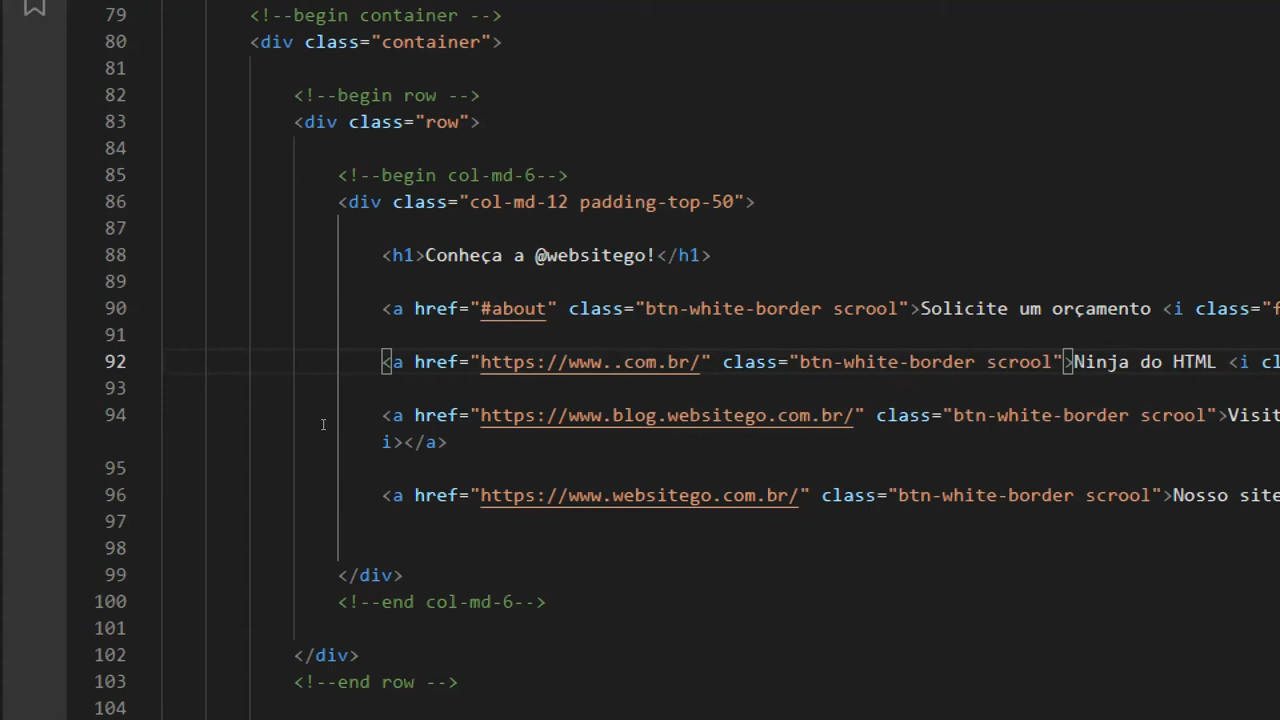 79 <!--begin container -->
80 <div class="container">
81
82 <!--begin row -->
83 <div class="row">
84
85 <!--begin col-md-6-->
86 <div class="col-md-12 padding-top-50">
87
88 <h1>Conheça a @websitego!</h1>
89
90 <a href="#about" class="btn-white-border scrool">Solicite um orçamento <i class="f
91
92 <a href="https://www..com.br/" class="btn-white-border scrool">Ninja do HTML <i cl
93
94 <a href="https://www.blog.websitego.com.br/" class="btn-white-border scrool">Visit
i></a>
95
96 <a href="https://www.websitego.com.br/" class="btn-white-border scrool">Nosso site
97
98
99 </div>
100 <!--end col-md-6-->
101
102 </div>
103 <!--end row -->
104